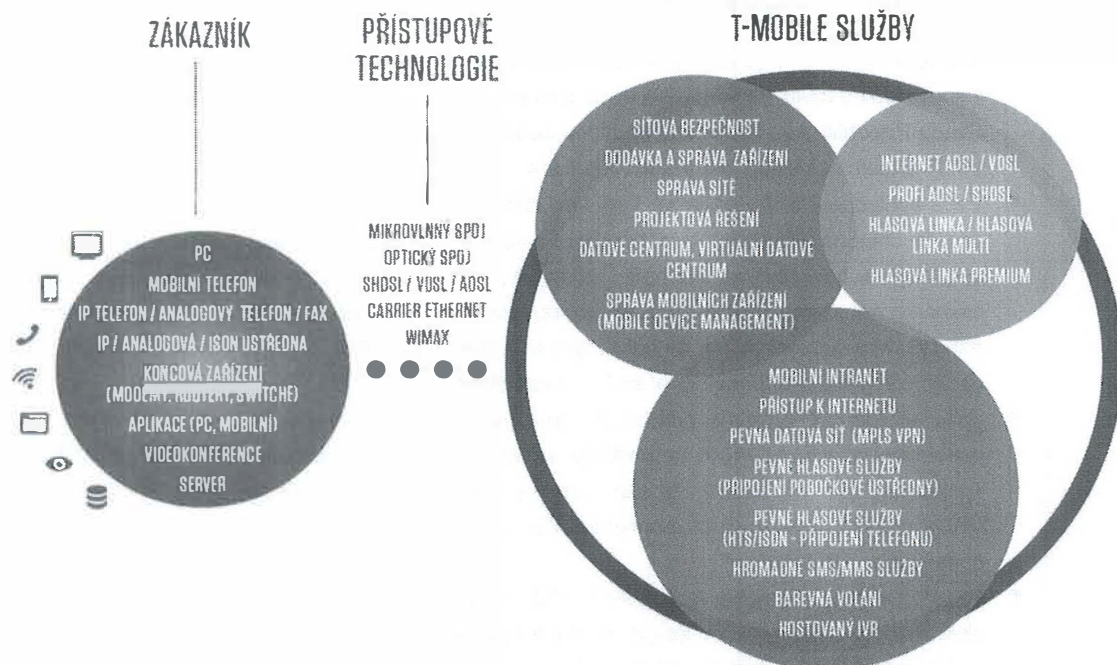 ZÁKAZNÍK
PŘÍSTUPOVÉ
TECHNOLOGIE
T-MOBILE SLUŽBY
PC
MOBILNÍ TELEFON
IP TELEFON / ANALOGOVÝ TELEFON / FAX
IP / ANALOGOVÁ / ISDN ÚSTŘEDNA
KONCOVÁ ZAŘÍZENÍ
(MODEMY, ROUTERY, SWITCHE)
APLIKACE (PC, MOBILNÍ)
VIDEOKONFERENCE
SERVER
MIKROVLNNÝ SPOJ
OPTICKÝ SPOJ
SHDSL / VDSL / ADSL
CARRIER ETHERNET
WIMAX
SÍŤOVÁ BEZPEČNOST
DODÁVKA A SPRÁVA ZAŘÍZENÍ
SPRÁVA SÍTĚ
PROJEKTOVÁ ŘEŠENÍ
DATOVÉ CENTRUM, VIRTUÁLNÍ DATOVÉ
CENTRUM
SPRÁVA MOBILNÍCH ZAŘÍZENÍ
(MOBILE DEVICE MANAGEMENT)
INTERNET ADSL / VDSL
PROFI ADSL / SHDSL
HLASOVÁ LINKA / HLASOVÁ
LINKA MULTI
HLASOVÁ LINKA PREMIUM
MOBILNÍ INTRANET
PŘÍSTUP K INTERNETU
PEVNÁ DATOVÁ SÍŤ (MPLS VPN)
PEVNÉ HLASOVÉ SLUŽBY
(PŘIPOJENÍ POBOČKOVÉ ÚSTŘEDNY)
PEVNÉ HLASOVÉ SLUŽBY
(HTS/ISDN - PŘIPOJENÍ TELEFONU)
HROMADNÉ SMS/MMS SLUŽBY
BAREVNÁ VOLÁNÍ
HOSTOVANÝ IVR